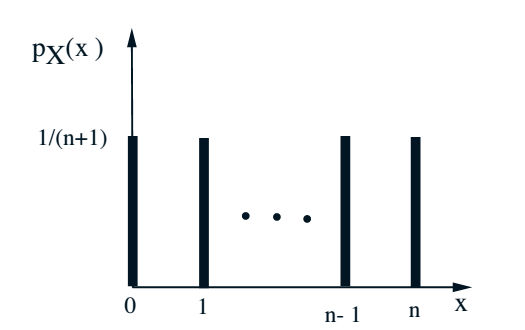 pX(x )
1/(n+1)
• • •
0 1 n- 1 n x